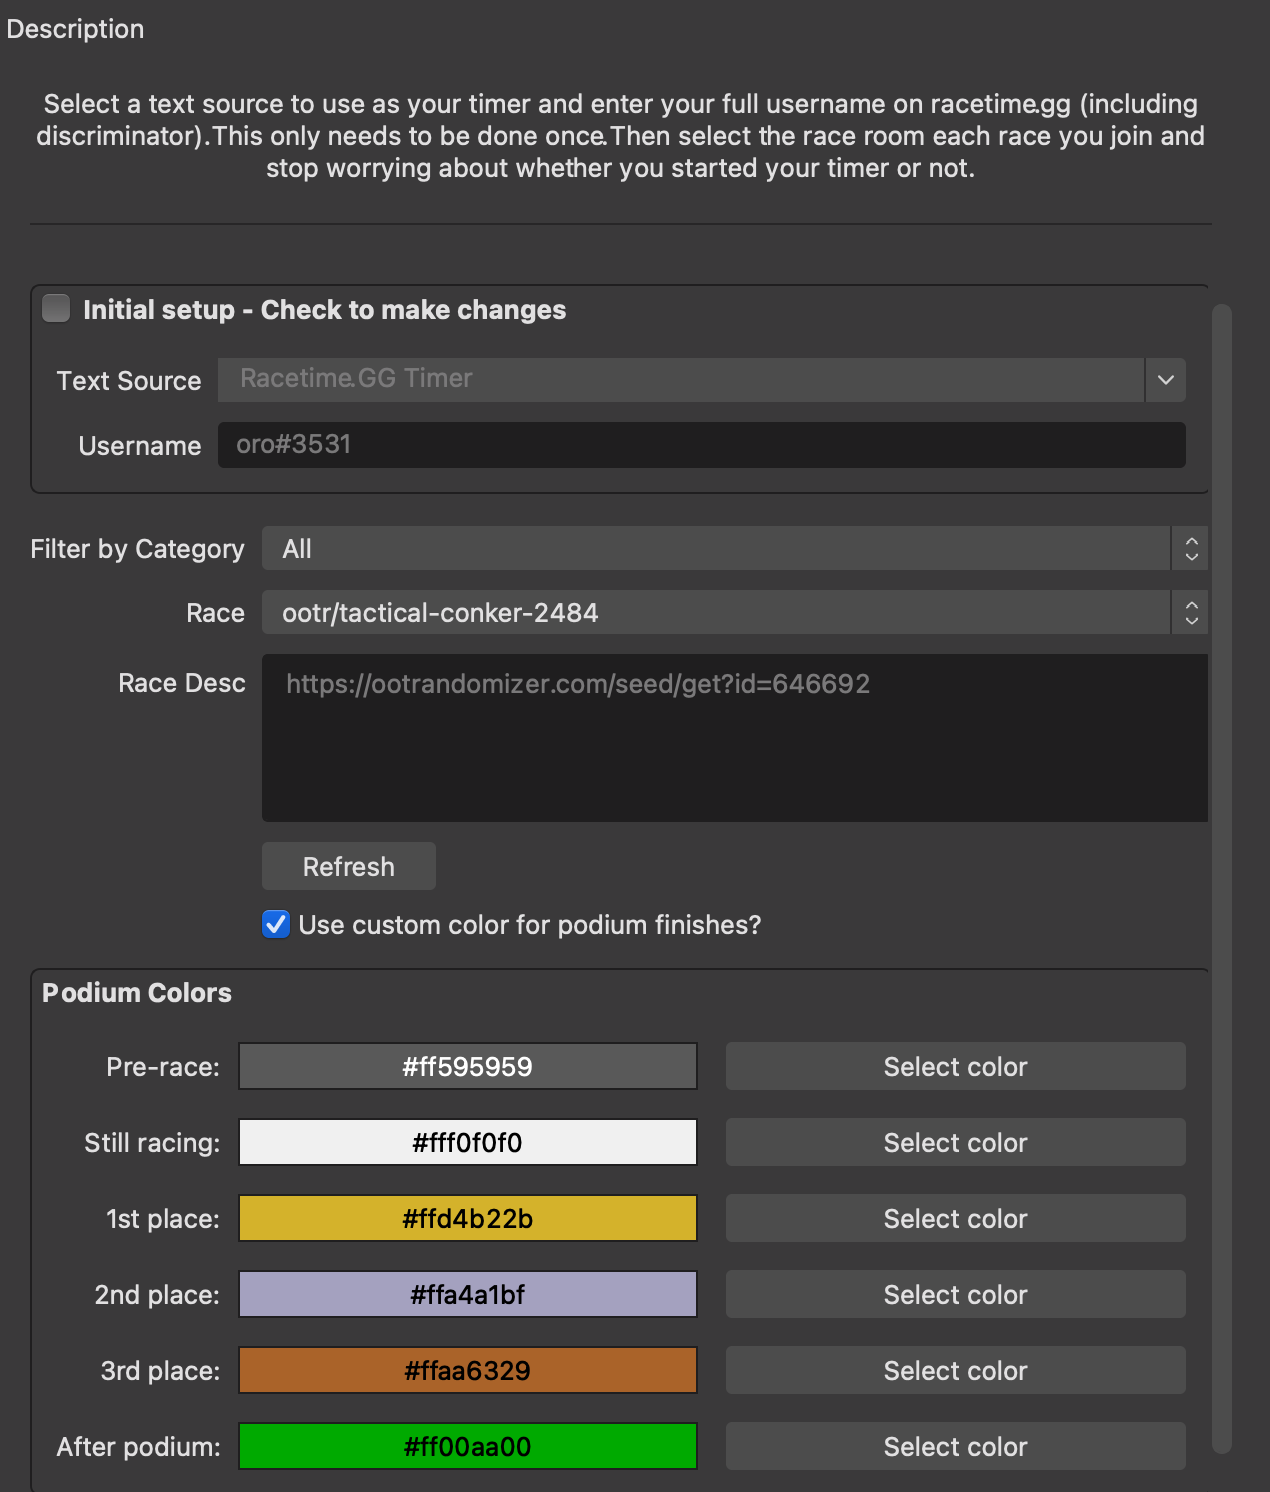 Description
Select a text source to use as your timer and enter your full username on racetime.gg (including
discriminator).This only needs to be done once.Then select the race room each race you join and
stop worrying about whether you started your timer or not.
Initial setup - Check to make changes
Text Source Racetime.GG Timer
Username oro#3531
Filter by Category All
Race ootr/tactical-conker-2484
Race Desc https://ootrandomizer.com/seed/get?id=646692
Refresh
Use custom color for podium finishes?
Podium Colors
Pre-race: #ff595959 Select color
Still racing: #fff0f0f0 Select color
1st place: #ffd4b22b Select color
2nd place: #ffa4a1bf Select color
3rd place: #ffaa6329 Select color
After podium: #ff00aa00 Select color